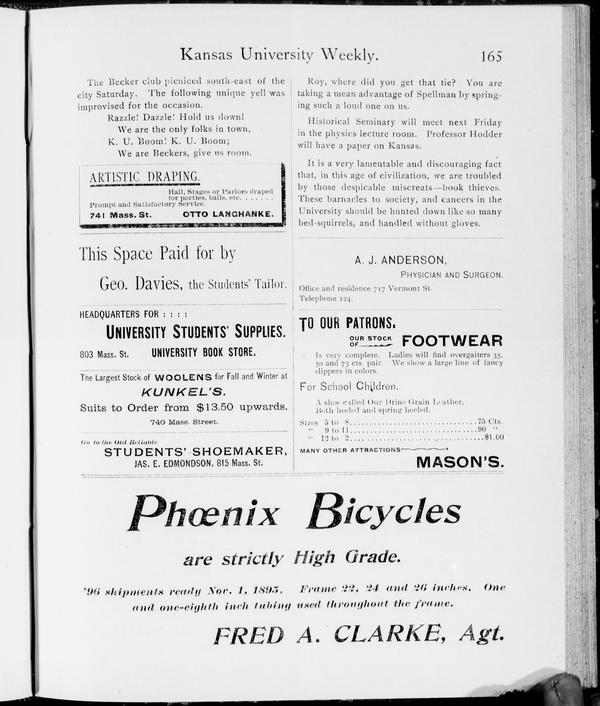 Kansas University Weekly. 165
The Becker club picniced south-east of the
city Saturday. The following unique yell was
improvised for the occasion.
Razzle! Dazzle! Hold us down!
We are the only folks in town,
K. U. Boom! K. U. Boom;
We are Beckers, give us room.
ARTISTIC DRAPING.
Hall, Stages or Parlors draped
for parties, balls, etc. . . . . . .
Prompt and Satisfactory Service.
741 Mass. St. OTTO LANGHANKE.
This Space Paid for by
Geo. Davies, the Students' Tailor.
HEADQUARTERS FOR : : : :
UNIVERSITY STUDENTS' SUPPLIES.
803 Mass. St. UNIVERSITY BOOK STORE.
The Largest Stock of WOOLENS for Fall and Winter at
KUNKEL'S.
Suits to Order from $13.50 upwards.
740 Mass. Street.
Go to the Old Reliable
STUDENTS' SHOEMAKER,
JAS. E. EDMONDSON, 815 Mass. St.
Roy, where did you get that tie? You are
taking a mean advantage of Spellman by spring-
ing such a loud one on us.
Historical Seminary will meet next Friday
in the physics lecture room. Professor Hodder
will have a paper on Kansas.
It is a very lamentable and discouraging fact
that, in this age of civilization, we are troubled
by those despicable miscreats—book thieves.
These barnacles to society, and cancers in the
University should be hunted down like so many
bed-squirrels, and handled without gloves.
A. J. ANDERSON,
PHYSICIAN AND SURGEON.
Office and residence 717 Vermont St.
Telephone 124.
TO OUR PATRONS.
OUR STOCK OF FOOTWEAR
Is very complete. Ladies will find overgaiters 35,
50 and 75 cts. pair. We show a large line of fancy
slippers in colors.
For School Children.
A shoe called Our Drine Grain Leather,
Both heeled and spring heeled.
Sizes 5 to 8............................75 Cts.
" 9 to 11............................90 "
" 12 to 2..............................$1.00
MANY OTHER ATTRACTIONS
MASON'S.
Phœnix Bicycles
are strictly High Grade.
'96 shipments ready Nov. 1, 1895. Frame 22, 24 and 26 inches, One
and one-eighth inch tubing used throughout the frame.
FRED A. CLARKE, Agt.